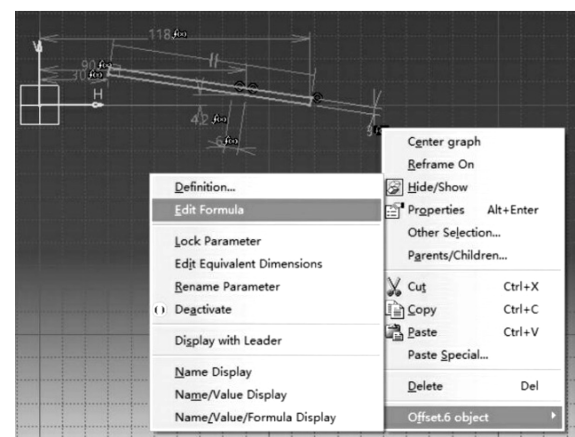 118 f(x)
V
90 f(x)
30 f(x)
H
42 f(x)
6 f(x)
Center graph
Reframe On
Hide/Show
Properties Alt+Enter
Other Selection...
Parents/Children...
Cut Ctrl+X
Copy Ctrl+C
Paste Ctrl+V
Paste Special...
Delete Del
Offset.6 object
Definition...
Edit Formula
Lock Parameter
Edit Equivalent Dimensions
Rename Parameter
Deactivate
Display with Leader
Name Display
Name/Value Display
Name/Value/Formula Display